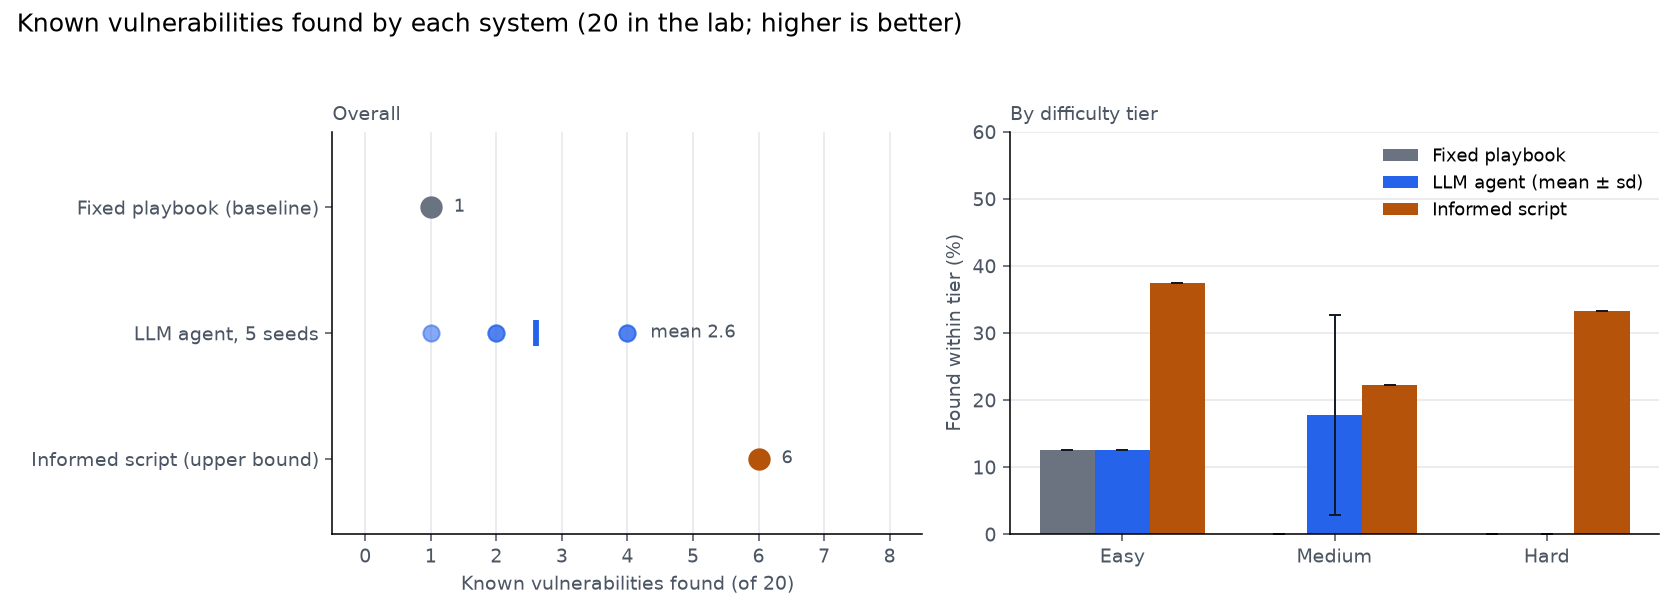 Known vulnerabilities found by each system (20 in the lab; higher is better)
Overall
Fixed playbook (baseline)
1
LLM agent, 5 seeds
mean 2.6
Informed script (upper bound)
6
0 1 2 3 4 5 6 7 8
Known vulnerabilities found (of 20)
By difficulty tier
Found within tier (%)
60
50
40
30
20
10
0
Fixed playbook
LLM agent (mean ± sd)
Informed script
Easy Medium Hard